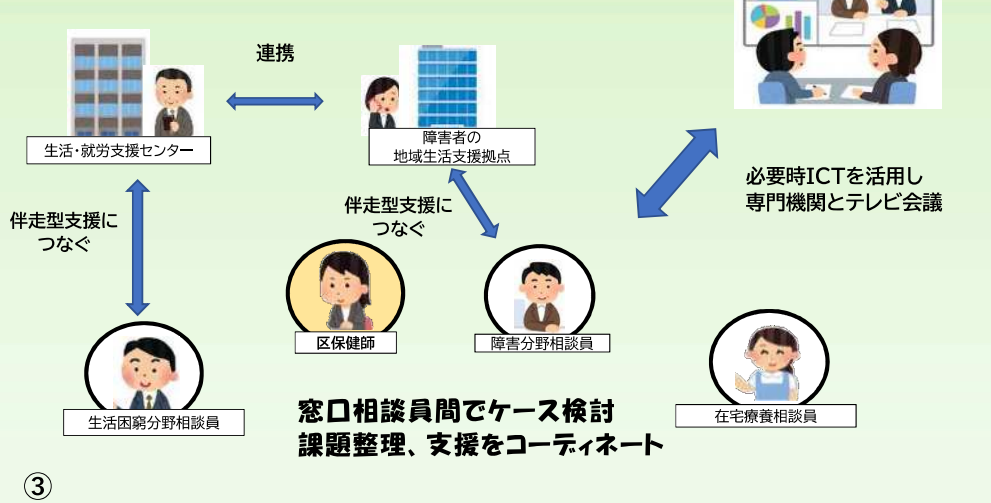 連携
生活・就労支援センター
障害者の
地域生活支援拠点
必要時ICTを活用し
専門機関とテレビ会議
伴走型支援に
つなぐ
伴走型支援に
つなぐ
区保健師
障害分野相談員
生活困窮分野相談員
在宅療養相談員
窓口相談員間でケース検討
課題整理、支援をコーディネート
③